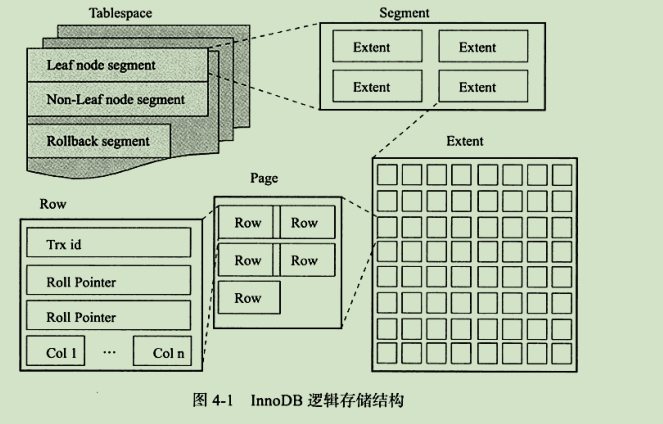 Tablespace
Leaf node segment
Non-Leaf node segment
Rollback segment
Segment
Extent Extent
Extent Extent
Extent
Page
Row Row
Row Row
Row
Row
Trx id
Roll Pointer
Roll Pointer
Col 1 ... Col n
图 4-1 InnoDB 逻辑存储结构